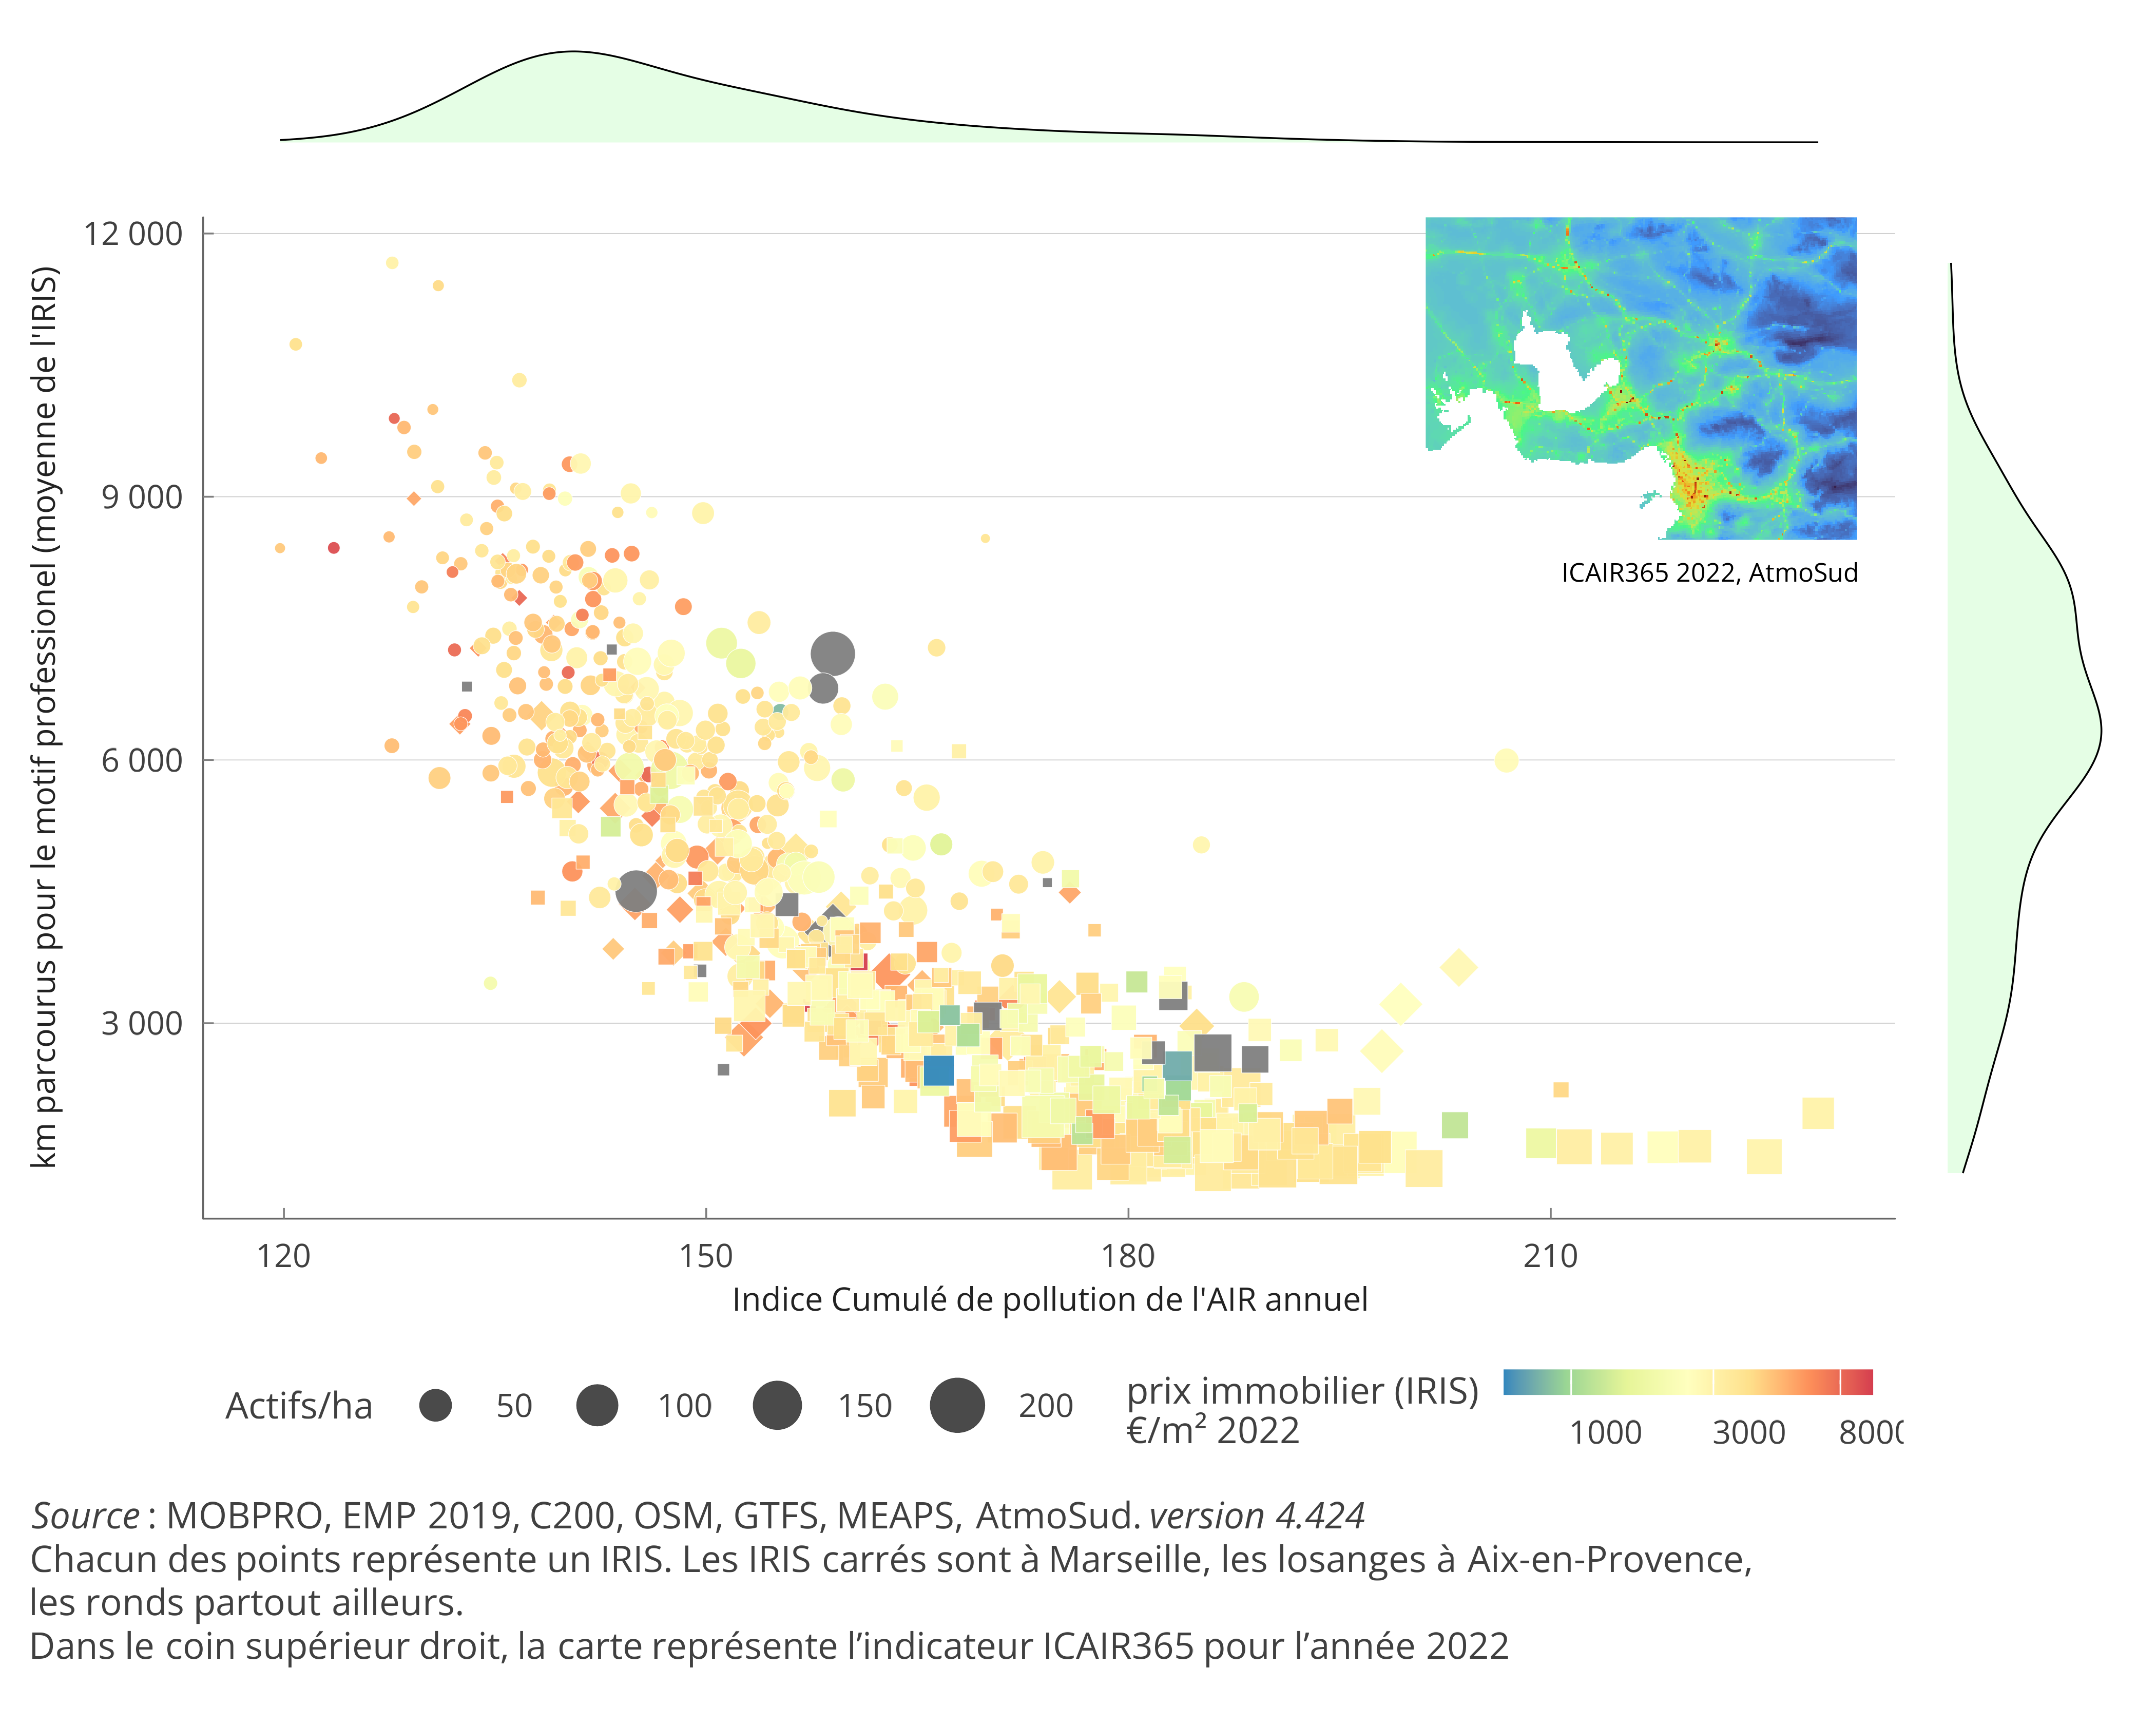 12 000
9 000
6 000
3 000
km parcourus pour le motif professionel (moyenne de l'IRIS)
ICAIR365 2022, AtmoSud
120 150 180 210
Indice Cumulé de pollution de l'AIR annuel
Actifs/ha 50 100 150 200
prix immobilier (IRIS)
€/m² 2022
1000 3000 8000
Source : MOBPRO, EMP 2019, C200, OSM, GTFS, MEAPS, AtmoSud. version 4.424
Chacun des points représente un IRIS. Les IRIS carrés sont à Marseille, les losanges à Aix-en-Provence,
les ronds partout ailleurs.
Dans le coin supérieur droit, la carte représente l’indicateur ICAIR365 pour l’année 2022